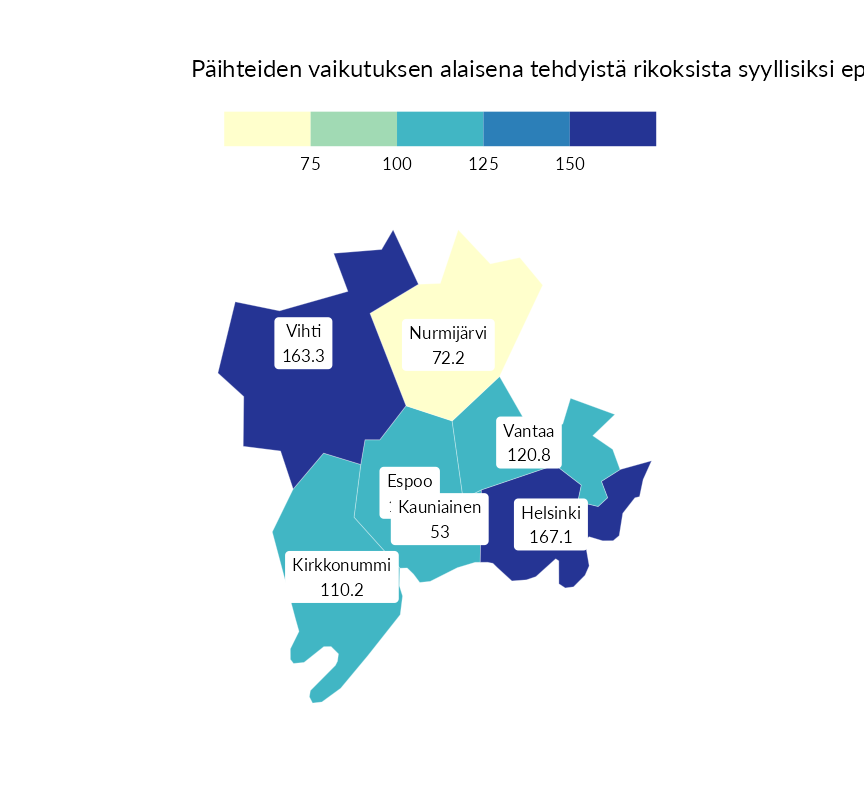 Päihteiden vaikutuksen alaisena tehdyistä rikoksista syyllisiksi ep
75 100 125 150
Vihti
163.3
Nurmijärvi
72.2
Vantaa
120.8
Espoo
Kauniainen
53
Helsinki
167.1
Kirkkonummi
110.2